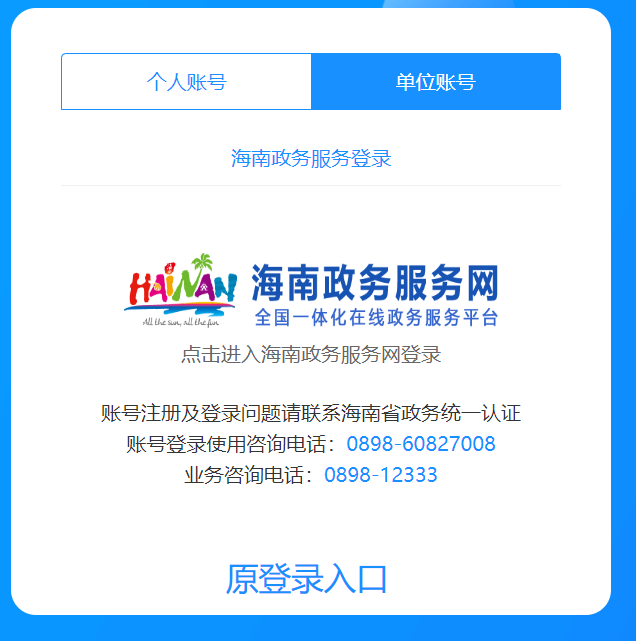 个人账号
单位账号
海南政务服务登录
HAINAN
All the sun, all the fun
海南政务服务网
全国一体化在线政务服务平台
点击进入海南政务服务网登录
账号注册及登录问题请联系海南省政务统一认证
账号登录使用咨询电话：0898-60827008
业务咨询电话：0898-12333
原登录入口